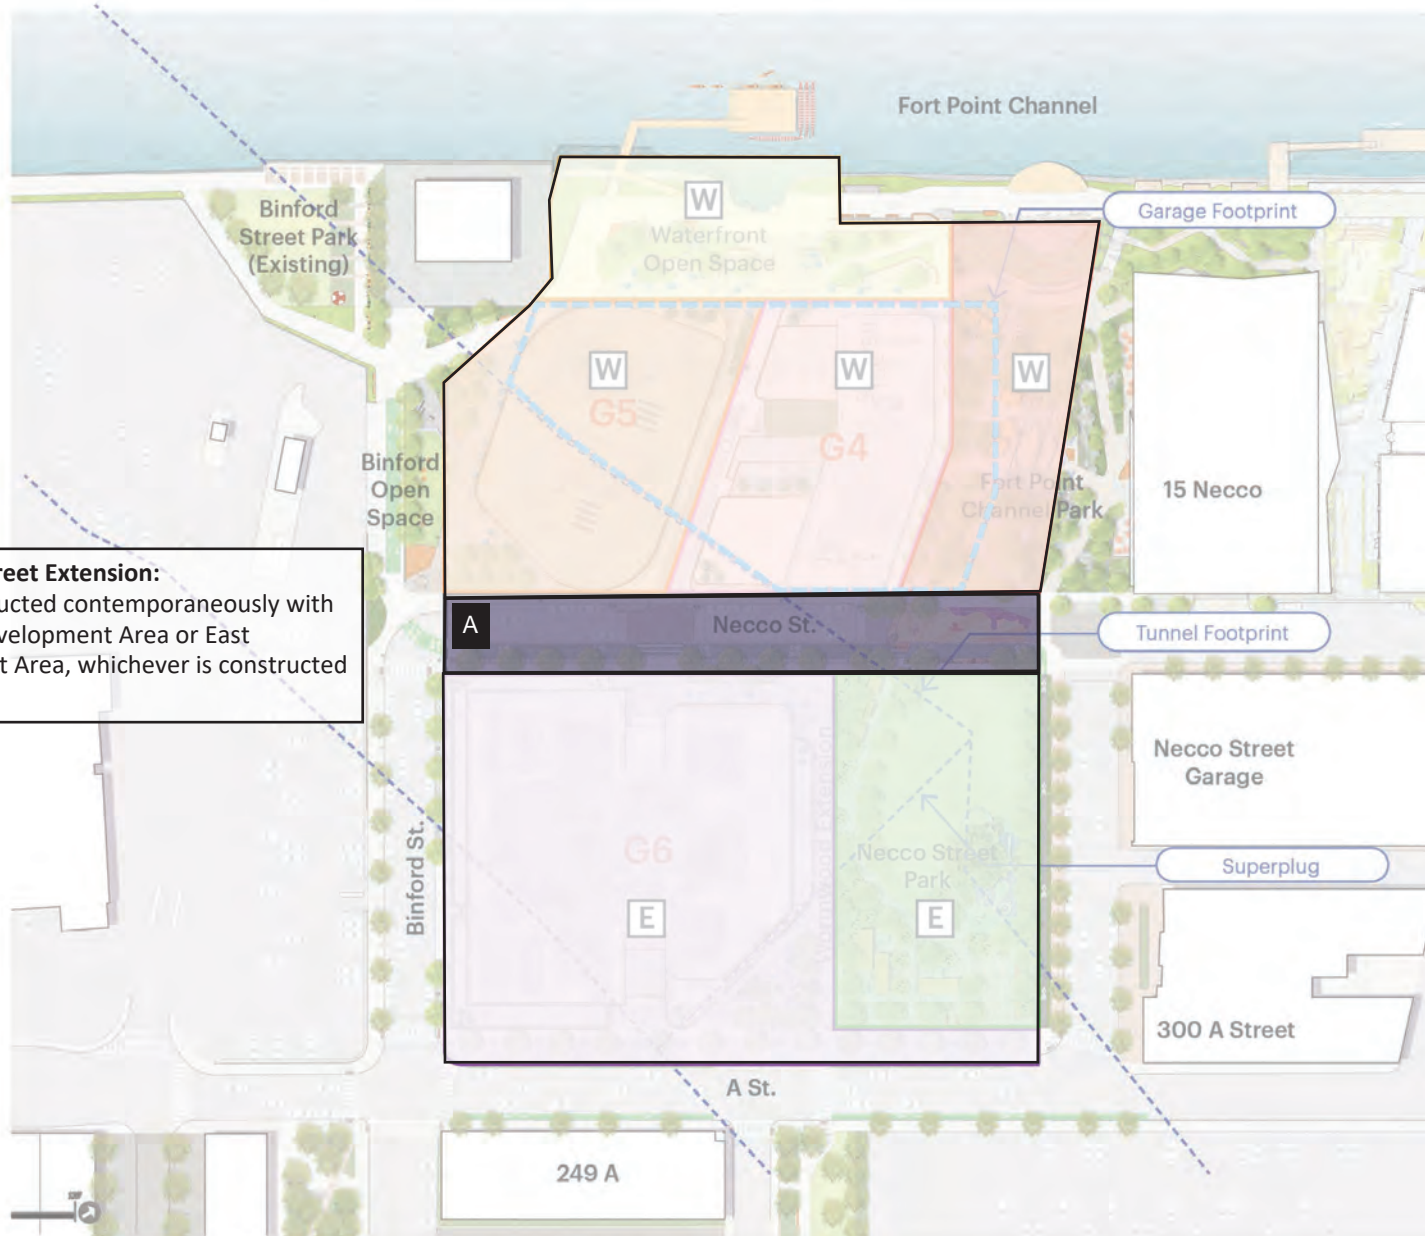 Fort Point Channel
W
Garage Footprint
Binford
Street Park
(Existing)
Waterfront
Open Space
W
W
W
G5
G4
Binford
Open
Space
Fort Point
Channel Park
15 Necco
reet Extension:
ucted contemporaneously with
velopment Area or East
t Area, whichever is constructed
A
Necco St.
Tunnel Footprint
Wormwood Extension
Necco Street
Garage
Binford St.
G6
Necco Street
Park
Superplug
E
E
300 A Street
A St.
249 A